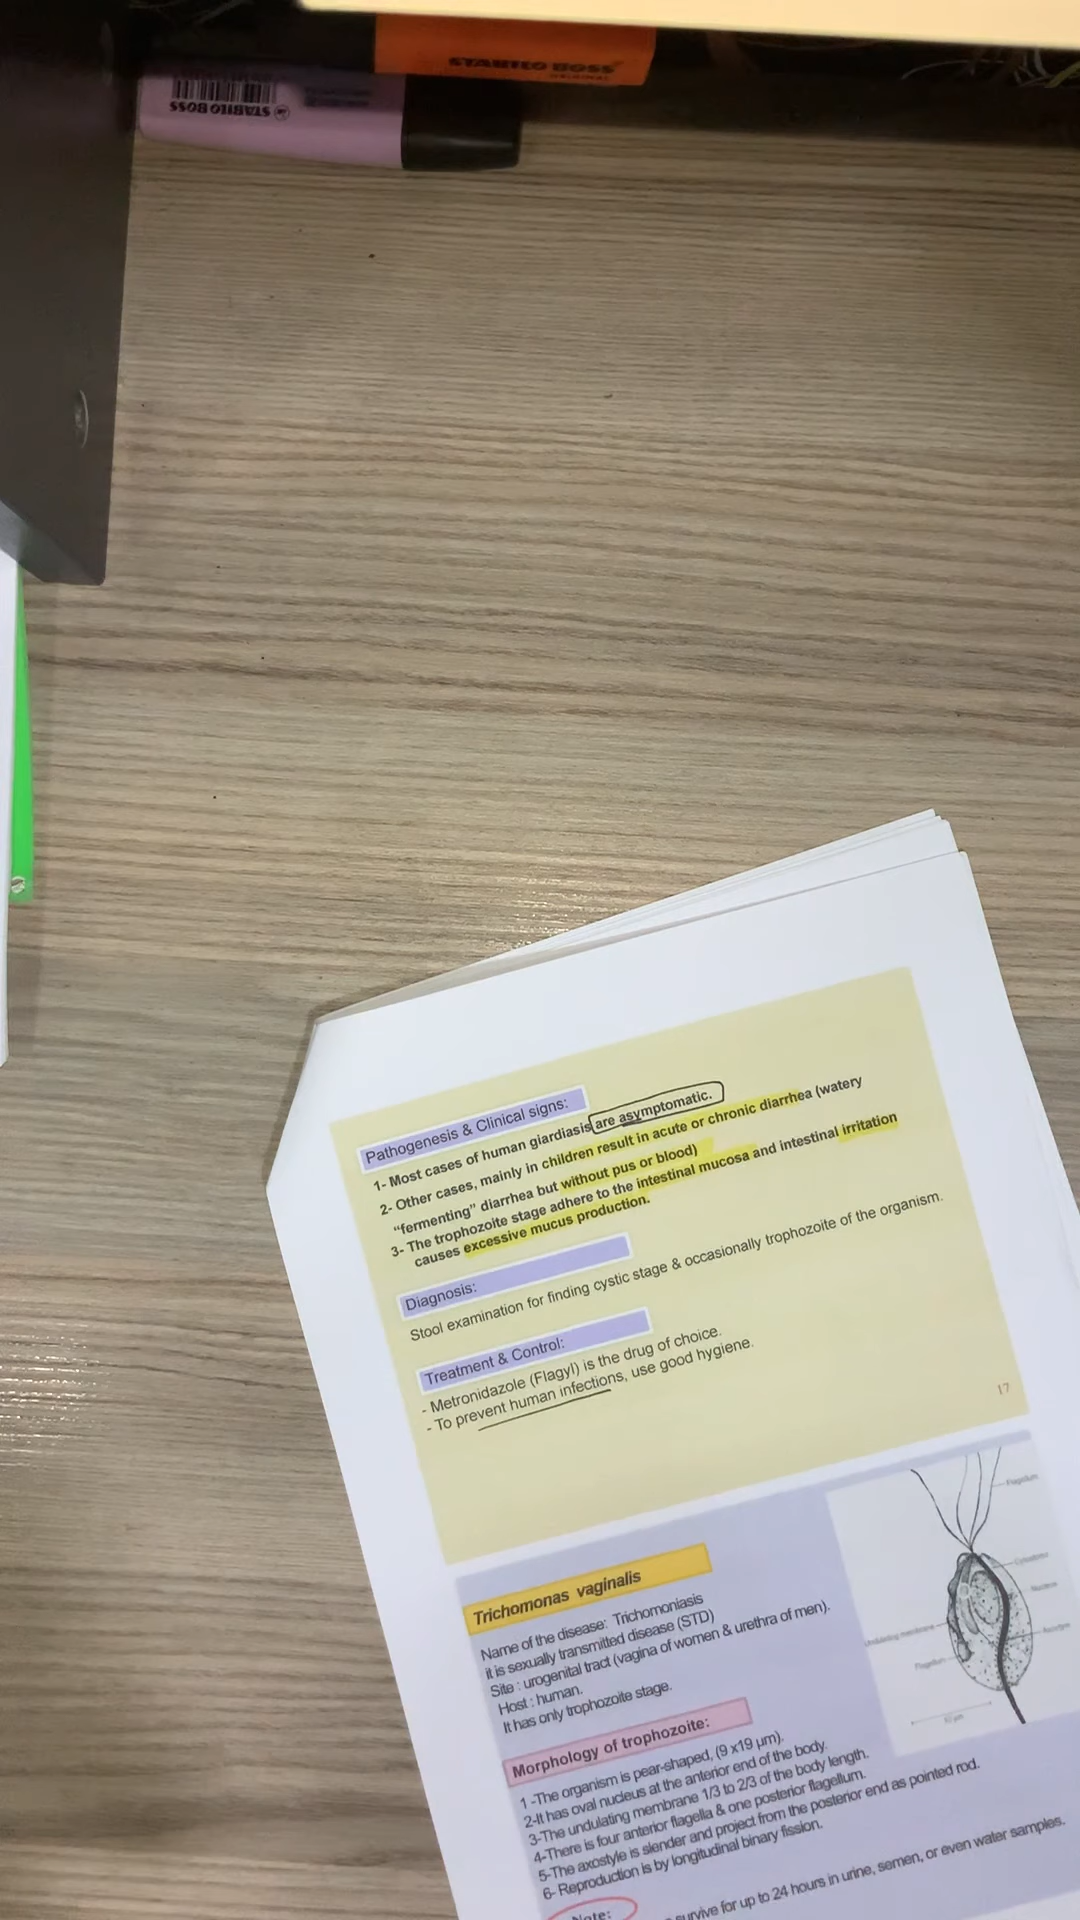 STABILO BOSS
ORIGINAL
STABILO BOSS
Pathogenesis & Clinical signs:
1- Most cases of human giardiasis are asymptomatic.
2- Other cases, mainly in children result in acute or chronic diarrhea (watery
“fermenting” diarrhea but without pus or blood)
3- The trophozoite stage adhere to the intestinal mucosa and intestinal irritation
causes excessive mucus production.
Diagnosis:
Stool examination for finding cystic stage & occasionally trophozoite of the organism.
Treatment & Control:
- Metronidazole (Flagyl) is the drug of choice.
- To prevent human infections, use good hygiene.
17
Trichomonas vaginalis
Name of the disease: Trichomoniasis
it is sexually transmitted disease (STD)
Site : urogenital tract (vagina of women & urethra of men).
Host : human.
It has only trophozoite stage.
Flagellum
Nucleus
Undulating membrane
Flagellum
10 µm
Morphology of trophozoite:
1 -The organism is pear-shaped, (9 x19 µm).
2-It has oval nucleus at the anterior end of the body.
3-The undulating membrane 1/3 to 2/3 of the body length.
4-There is four anterior flagella & one posterior flagellum.
5-The axostyle is slender and project from the posterior end as pointed rod.
6- Reproduction is by longitudinal binary fission.
Note:
survive for up to 24 hours in urine, semen, or even water samples.